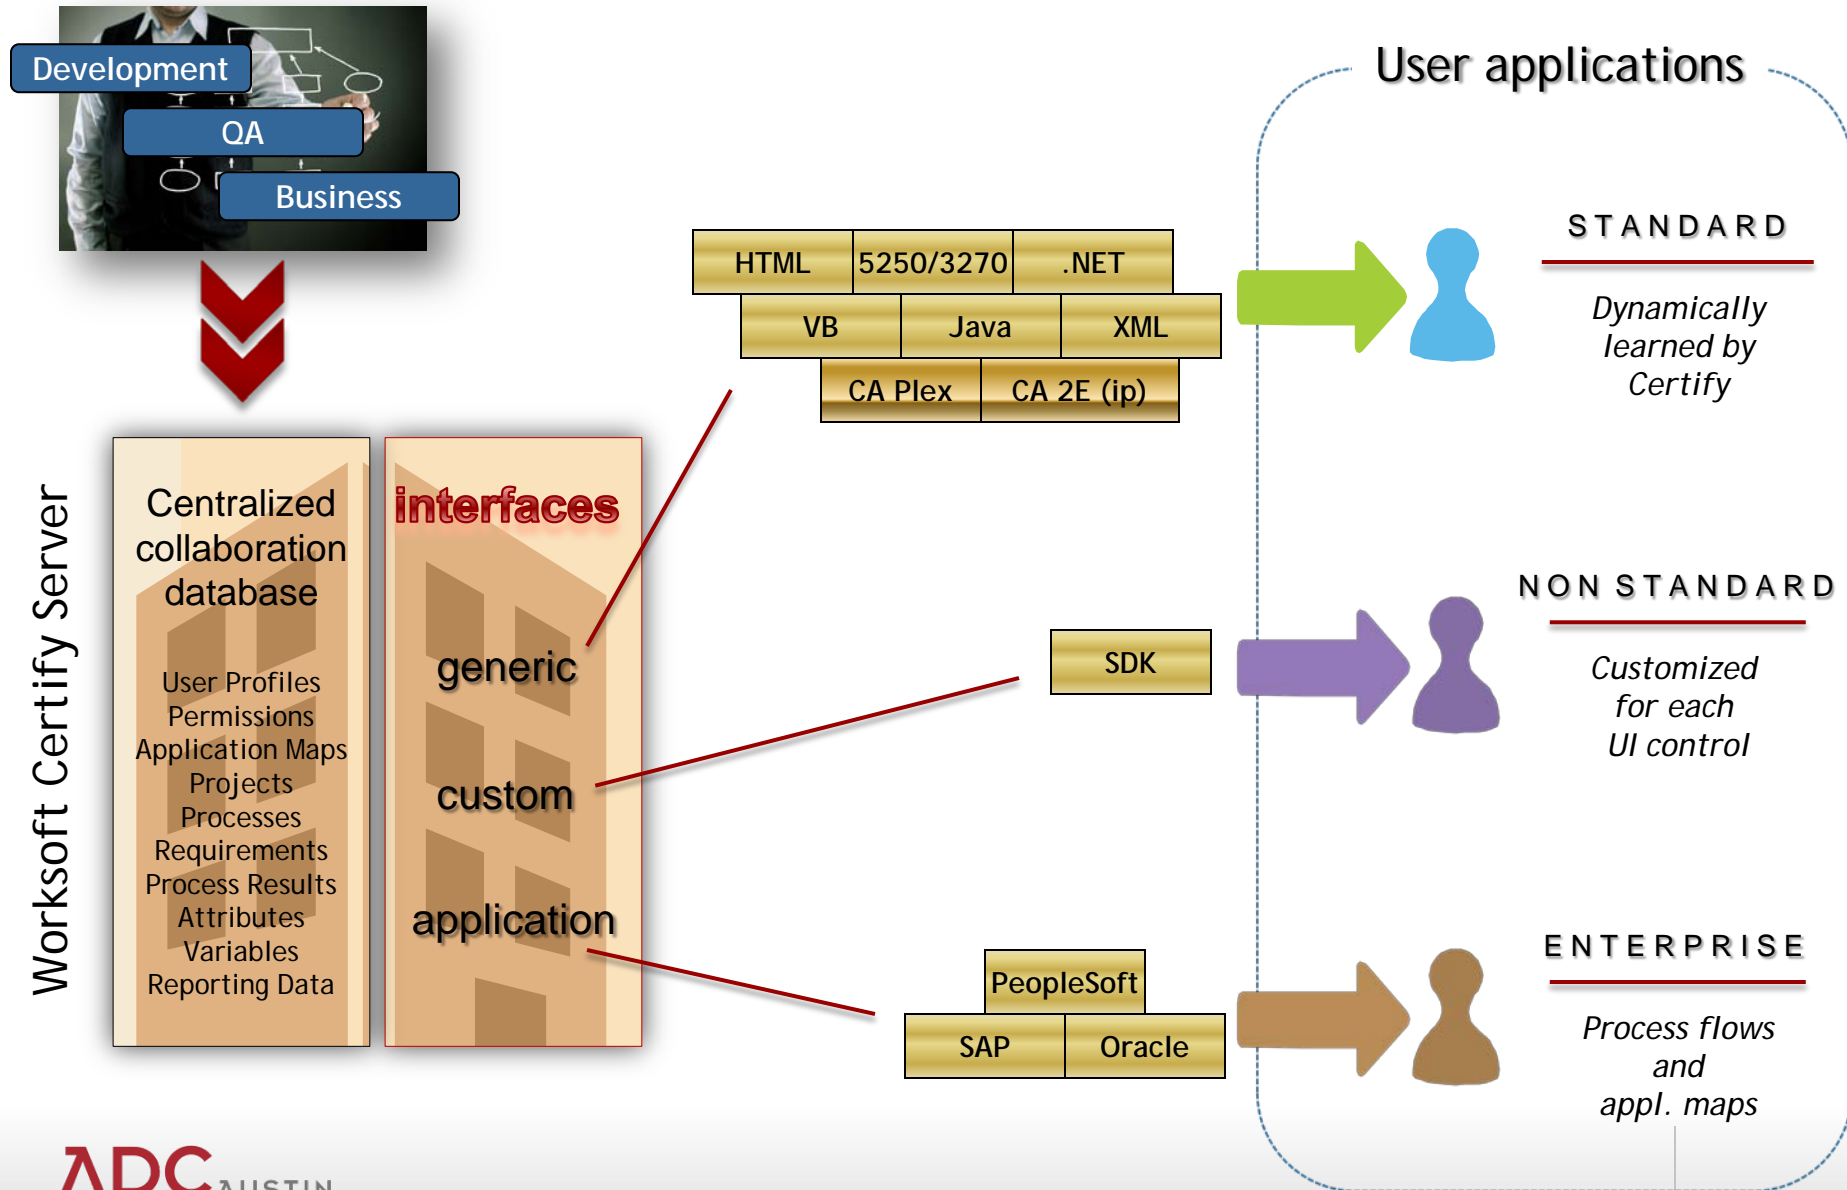 Development
QA
Business
User applications
HTML
5250/3270
.NET
VB
Java
XML
CA Plex
CA 2E (ip)
STANDARD
Dynamically
learned by
Certify
Worksoft Certify Server
Centralized
collaboration
database
User Profiles
Permissions
Application Maps
Projects
Processes
Requirements
Process Results
Attributes
Variables
Reporting Data
interfaces
generic
custom
application
SDK
NON STANDARD
Customized
for each
UI control
PeopleSoft
SAP
Oracle
ENTERPRISE
Process flows
and
appl. maps
ADC AUSTIN